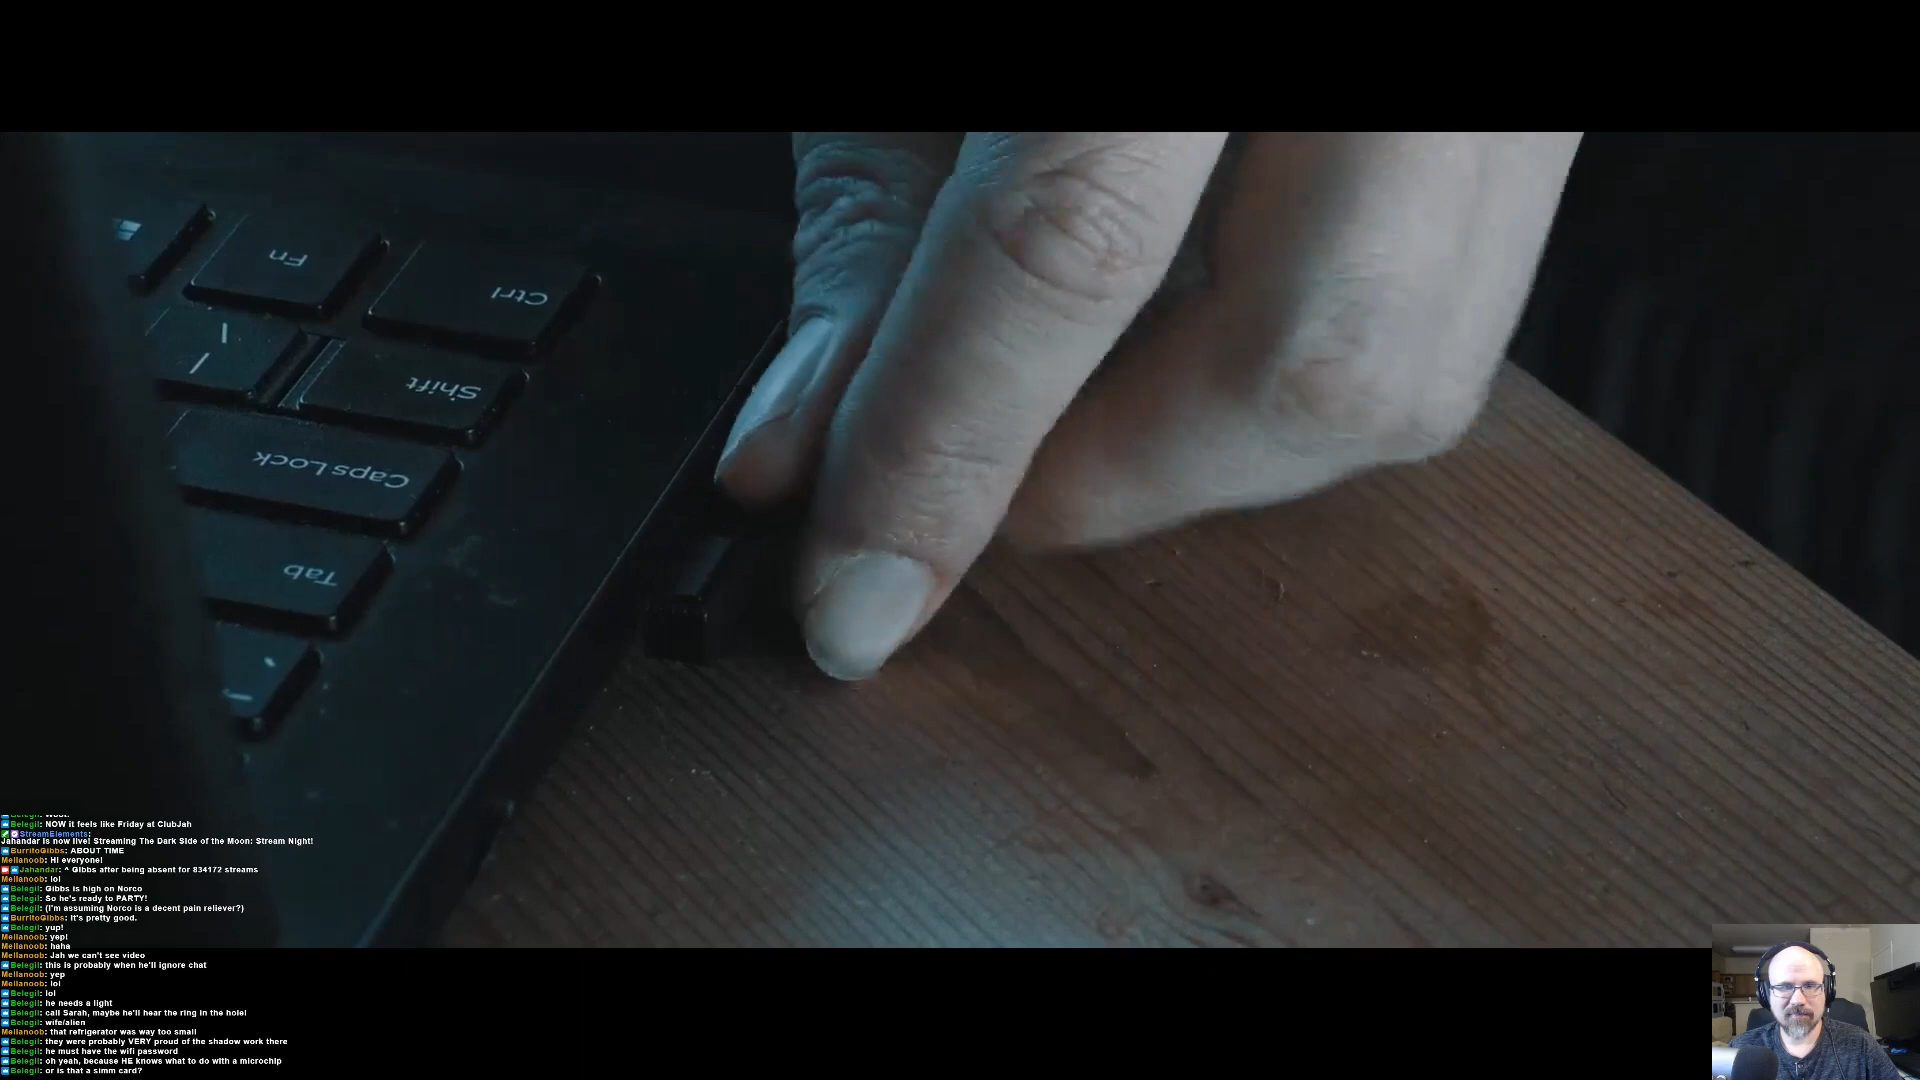 Fn
Ctrl
\
/
Shift
Caps Lock
Tab
Belegil: NOW it feels like Friday at ClubJah
StreamElements:
Jahandar is now live! Streaming The Dark Side of the Moon: Stream Night!
BurritoGibbs: ABOUT TIME
Mellanoob: Hi everyone!
Jahandar: ^ Gibbs after being absent for 834172 streams
Mellanoob: lol
Belegil: Gibbs is high on Norco
Belegil: So he's ready to PARTY!
Belegil: (I'm assuming Norco is a decent pain reliever?)
BurritoGibbs: It's pretty good.
Belegil: yup!
Mellanoob: yep!
Mellanoob: haha
Mellanoob: Jah we can't see video
Belegil: this is probably when he'll ignore chat
Mellanoob: yep
Mellanoob: lol
Belegil: lol
Belegil: he needs a light
Belegil: call Sarah, maybe he'll hear the ring in the hole!
Belegil: wife/alien
Mellanoob: that refrigerator was way too small
Belegil: they were probably VERY proud of the shadow work there
Belegil: he must have the wifi password
Belegil: oh yeah, because HE knows what to do with a microchip
Belegil: or is that a simm card?